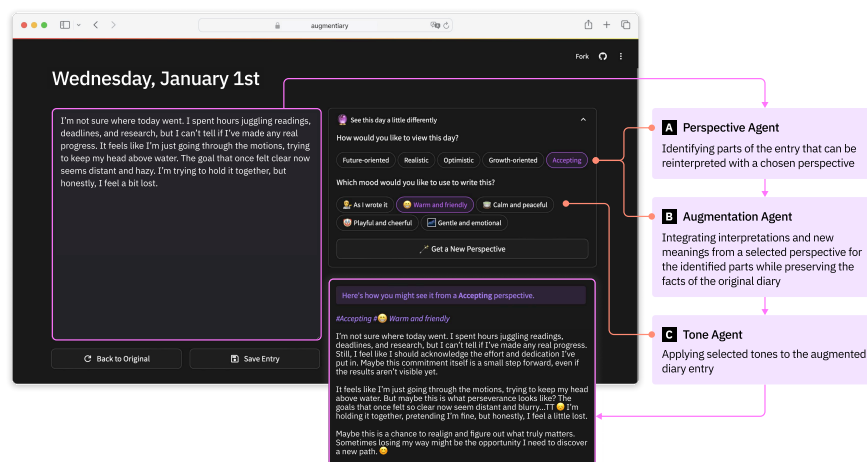 augmentiary
Fork
Wednesday, January 1st
I'm not sure where today went. I spent hours juggling readings,
deadlines, and research, but I can't tell if I've made any real
progress. It feels like I'm just going through the motions, trying
to keep my head above water. The goal that once felt clear now
seems distant and hazy. I'm trying to hold it together, but
honestly, I feel a bit lost.
Back to Original
Save Entry
See this day a little differently
How would you like to view this day?
Future-oriented
Realistic
Optimistic
Growth-oriented
Accepting
Which mood would you like to use to write this?
As I wrote it
Warm and friendly
Calm and peaceful
Playful and cheerful
Gentle and emotional
Get a New Perspective
Here's how you might see it from a Accepting perspective.
#Accepting #😊 Warm and friendly
I'm not sure where today went. I spent hours juggling readings,
deadlines, and research, but I can't tell if I've made any real progress.
Still, I feel like I should acknowledge the effort and dedication I've
put in. Maybe this commitment itself is a small step forward, even if
the results aren't visible yet.
It feels like I'm just going through the motions, trying to keep my head
above water. But maybe this is what perseverance looks like? The
goals that once felt so clear now seem distant and blurry...TT 😊 I'm
holding it together, pretending I'm fine, but honestly, I feel a little lost.
Maybe this is a chance to realign and figure out what truly matters.
Sometimes losing my way might be the opportunity I need to discover
a new path. 😊
A Perspective Agent
Identifying parts of the entry that can be
reinterpreted with a chosen perspective
B Augmentation Agent
Integrating interpretations and new
meanings from a selected perspective for
the identified parts while preserving the
facts of the original diary
C Tone Agent
Applying selected tones to the augmented
diary entry